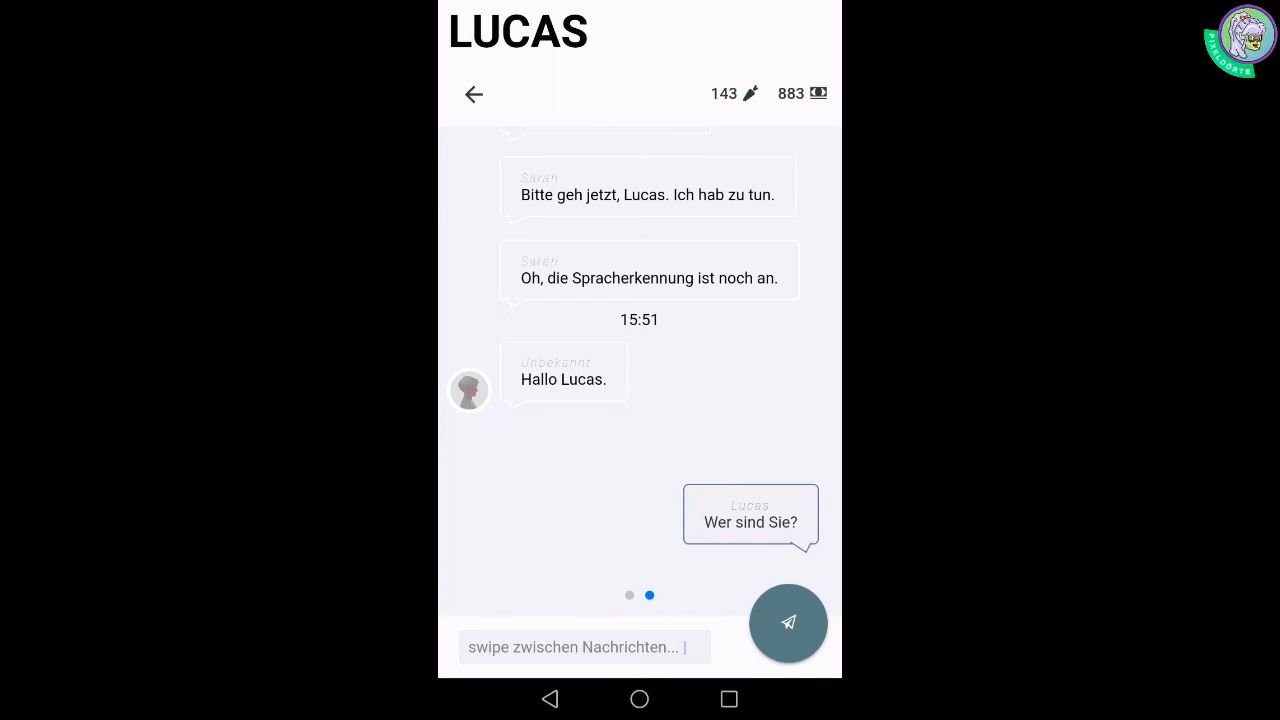 LUCAS
143
883
PIXELDÖRTE
Sarah
Bitte geh jetzt, Lucas. Ich hab zu tun.
Sarah
Oh, die Spracherkennung ist noch an.
15:51
Unbekannt
Hallo Lucas.
Lucas
Wer sind Sie?
swipe zwischen Nachrichten...